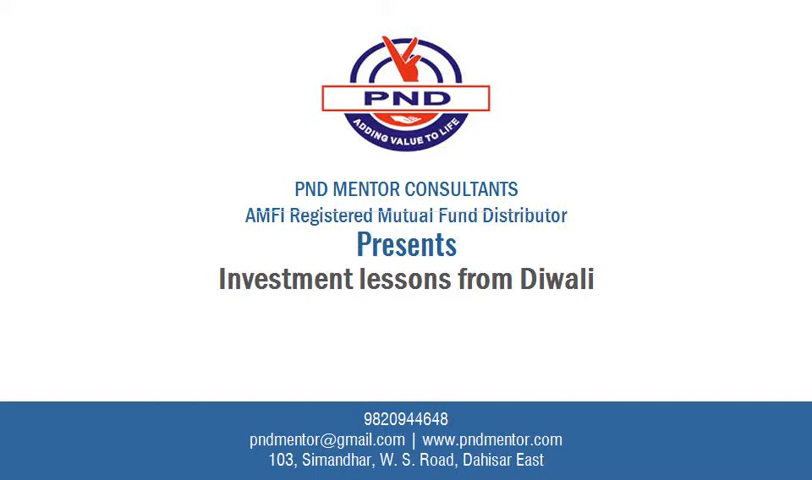 PND
ADDING VALUE TO LIFE
PND MENTOR CONSULTANTS
AMFI Registered Mutual Fund Distributor
Presents
Investment lessons from Diwali
9820944648
pndmentor@gmail.com | www.pndmentor.com
103, Simandhar, W. S. Road, Dahisar East